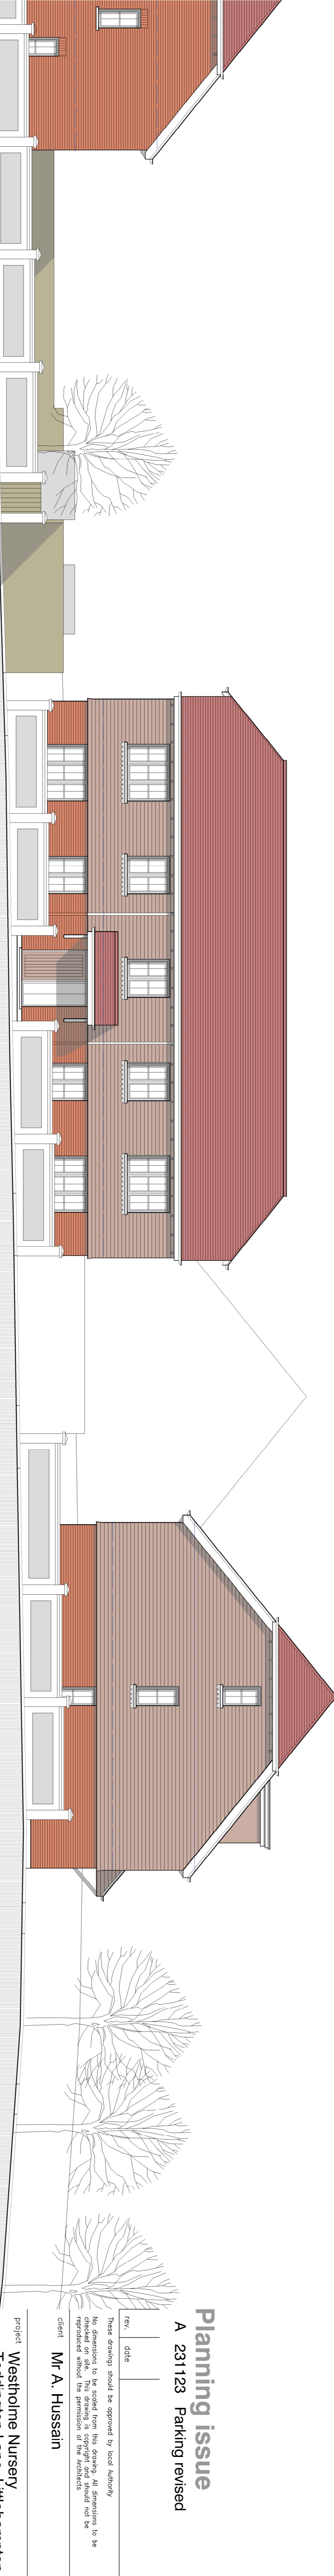 Planning issue
A 231123 Parking revised
rev. date
These drawings should be approved by local Authority
No dimensions to be scaled from this drawing. All dimensions to be
checked on site. This drawing is copyright and should not be
reproduced without the permission of the Architects
client Mr A. Hussain
project Westholme Nursery